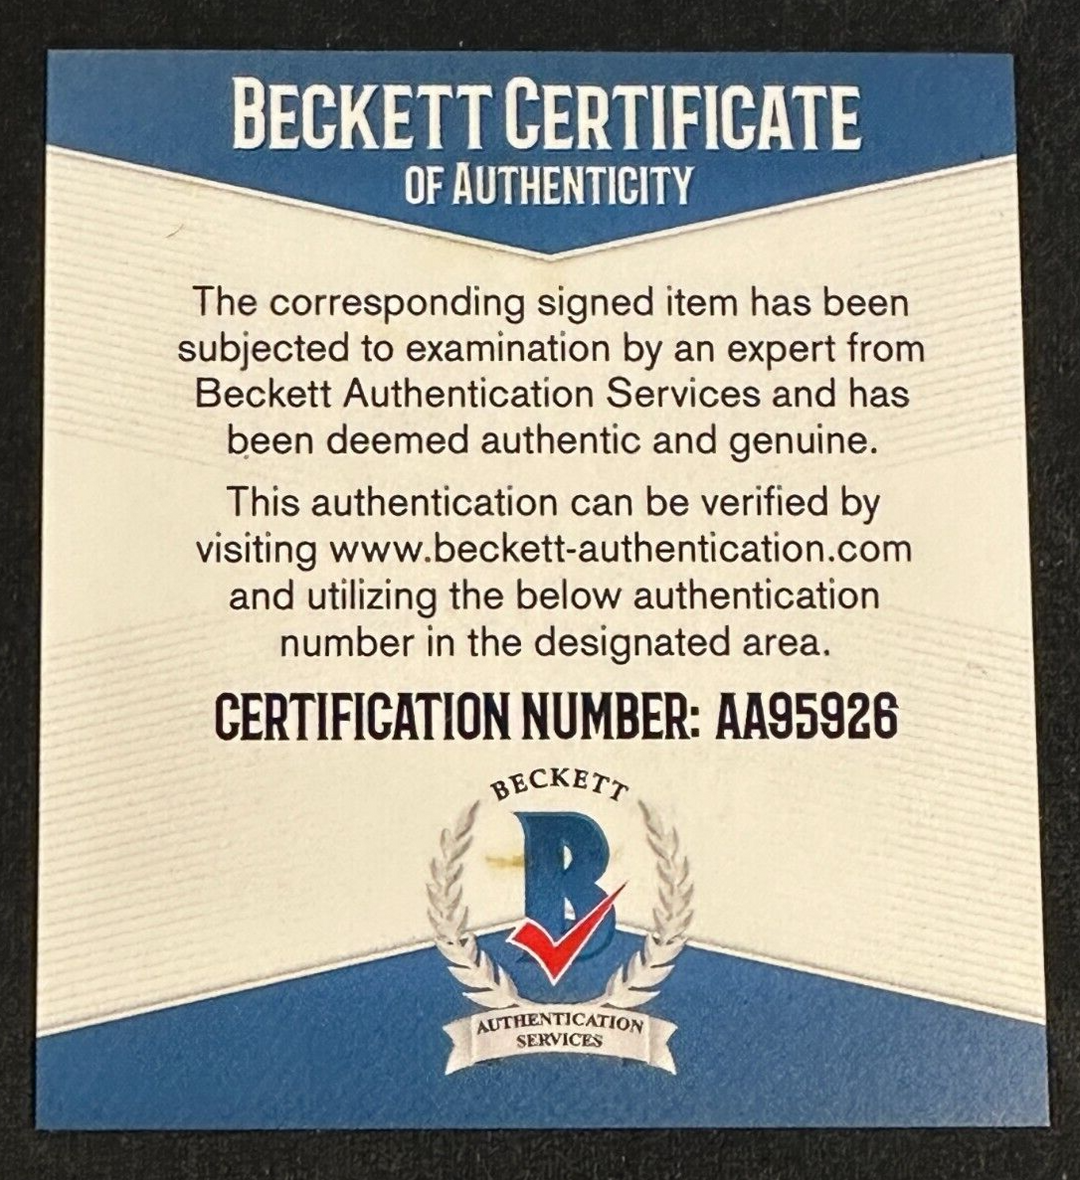 BECKETT CERTIFICATE
OF AUTHENTICITY
The corresponding signed item has been
subjected to examination by an expert from
Beckett Authentication Services and has
been deemed authentic and genuine.
This authentication can be verified by
visiting www.beckett-authentication.com
and utilizing the below authentication
number in the designated area.
CERTIFICATION NUMBER: AA95926
BECKETT
B
AUTHENTICATION
SERVICES